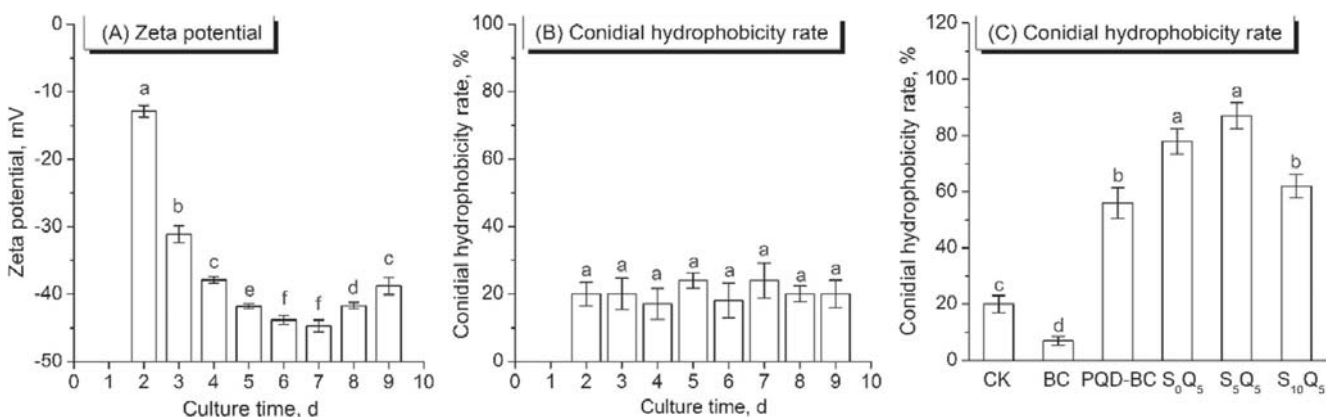 (A) Zeta potential
0
-10
-20
-30
-40
-50
Zeta potential, mV
a
b
c
e
f
f
d
c
0 1 2 3 4 5 6 7 8 9 10
Culture time, d
(B) Conidial hydrophobicity rate
100
80
60
40
20
0
Conidial hydrophobicity rate, %
a a a a a a a a
0 1 2 3 4 5 6 7 8 9 10
Culture time, d
(C) Conidial hydrophobicity rate
120
100
80
60
40
20
0
Conidial hydrophobicity rate, %
c
d
b
a
a
b
CK BC PQD-BC S₀Q₅ S₅Q₅ S₁₀Q₅